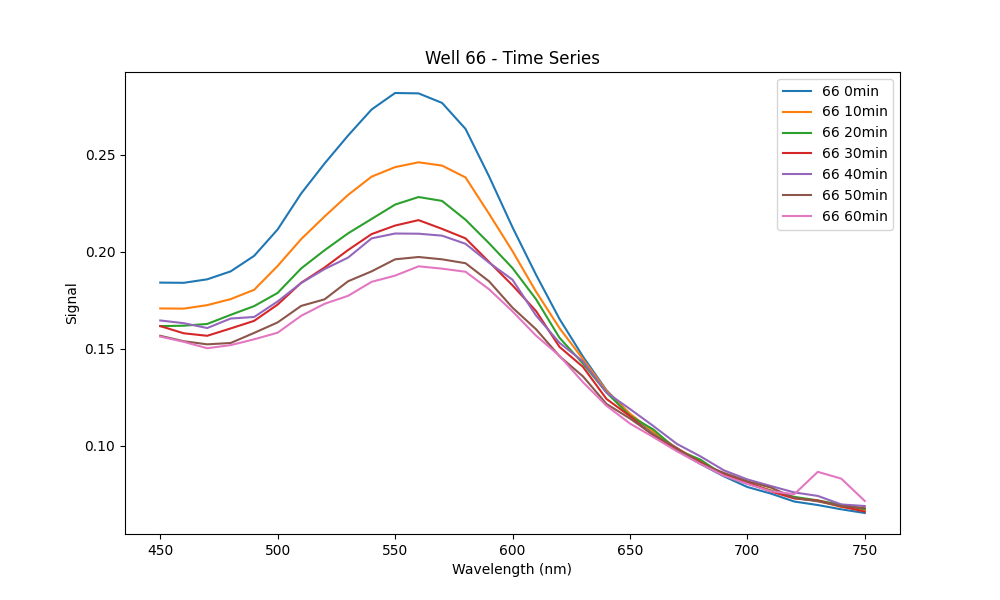 Well 66 - Time Series
66 0min
66 10min
66 20min
66 30min
66 40min
66 50min
66 60min
Signal
0.25
0.20
0.15
0.10
450 500 550 600 650 700 750
Wavelength (nm)